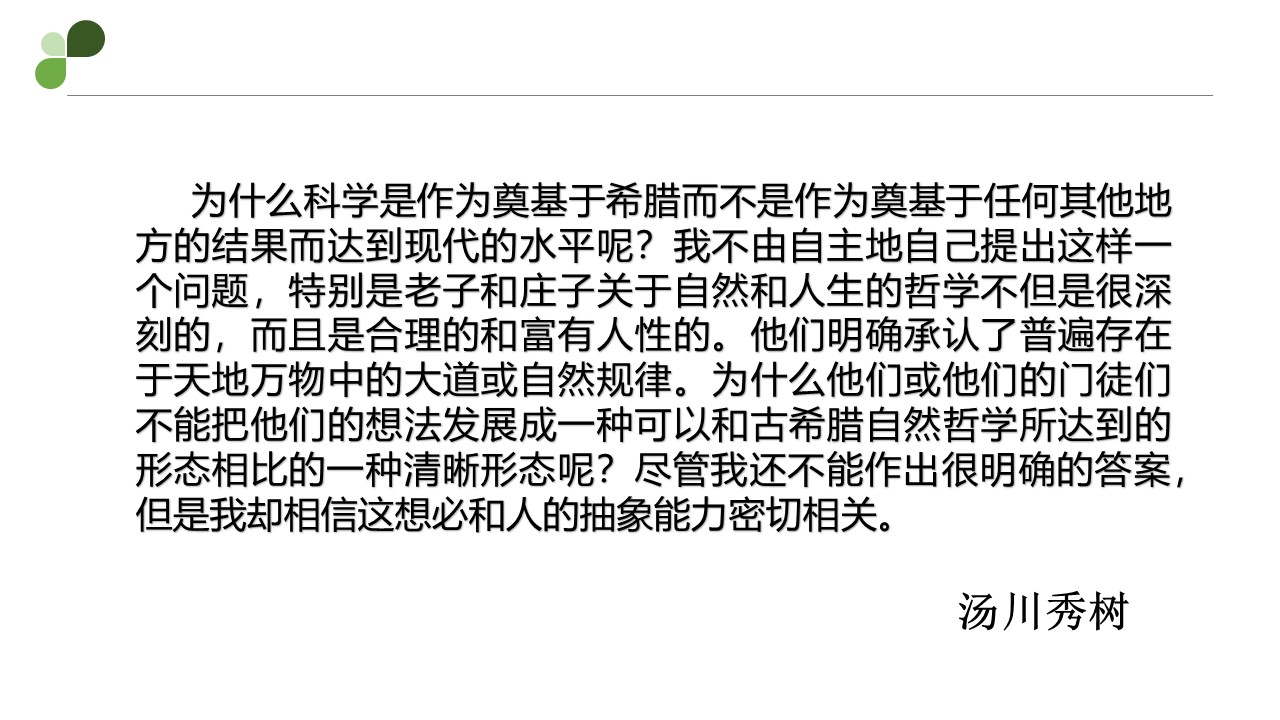 为什么科学是作为奠基于希腊而不是作为奠基于任何其他地
方的结果而达到现代的水平呢？我不由自主地自己提出这样一
个问题，特别是老子和庄子关于自然和人生的哲学不但是很深
刻的，而且是合理的和富有人性的。他们明确承认了普遍存在
于天地万物中的大道或自然规律。为什么他们或他们的门徒们
不能把他们的想法发展成一种可以和古希腊自然哲学所达到的
形态相比的一种清晰形态呢？尽管我还不能作出很明确的答案，
但是我却相信这想必和人的抽象能力密切相关。
汤川秀树